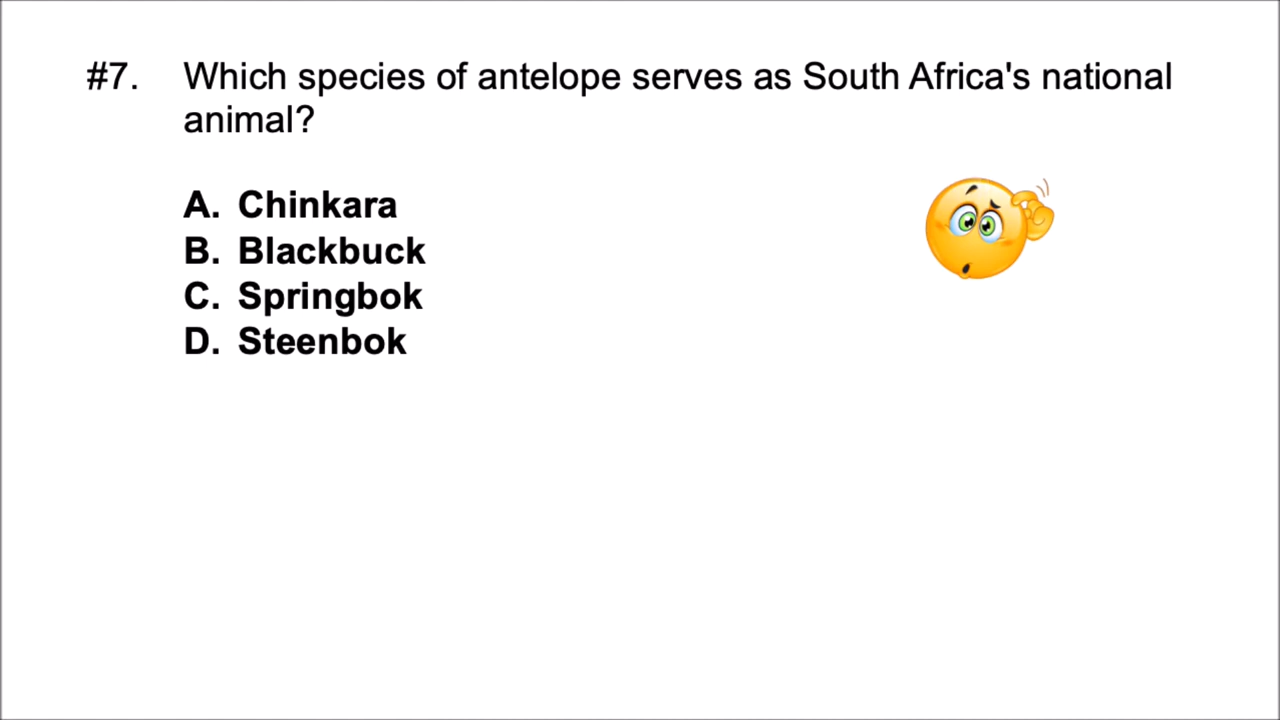 #7. Which species of antelope serves as South Africa's national
animal?
A. Chinkara
B. Blackbuck
C. Springbok
D. Steenbok